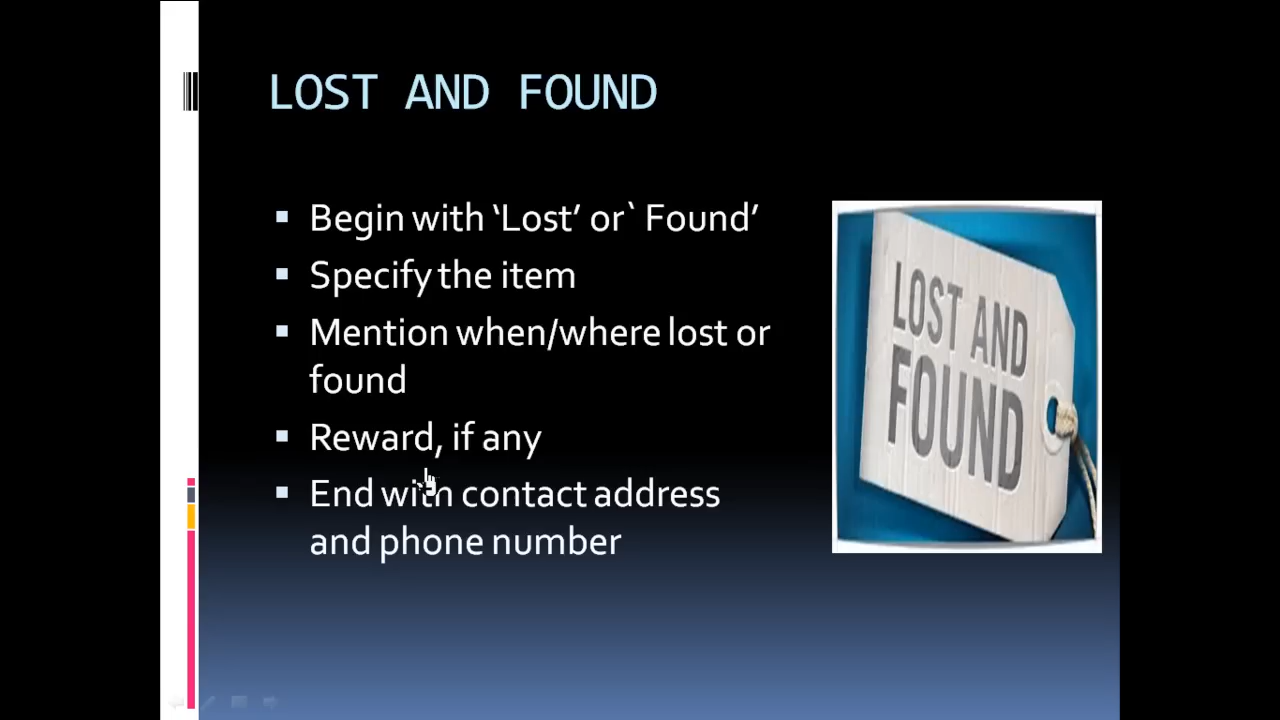 LOST AND FOUND
Begin with ‘Lost’ or` Found’
Specify the item
Mention when/where lost or
found
Reward, if any
End with contact address
and phone number
LOST AND
FOUND